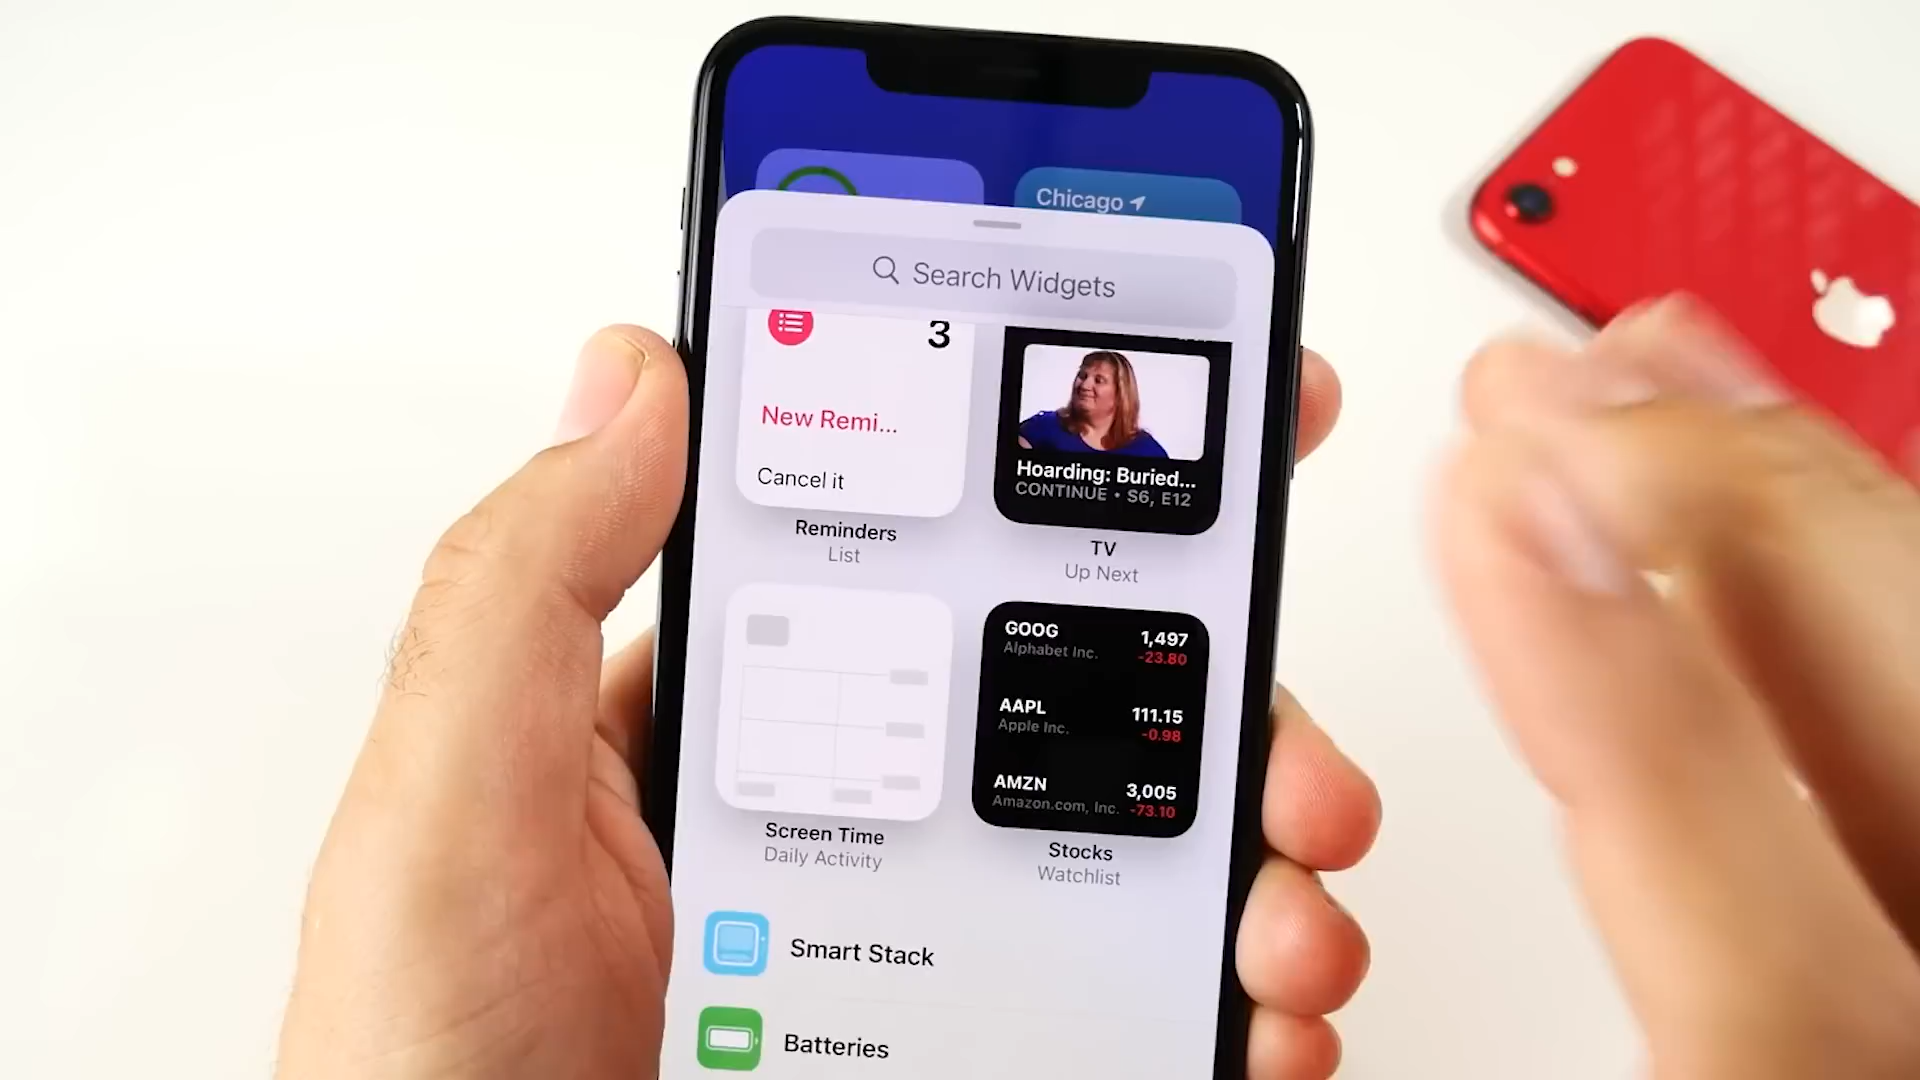 Chicago
Search Widgets
3
New Remi...
Cancel it
Reminders
List
Hoarding: Buried...
CONTINUE • S6, E12
TV
Up Next
Screen Time
Daily Activity
GOOG 1,497
Alphabet Inc. -23.80
AAPL 111.15
Apple Inc. -0.98
AMZN 3,005
Amazon.com, Inc. -73.10
Stocks
Watchlist
Smart Stack
Batteries